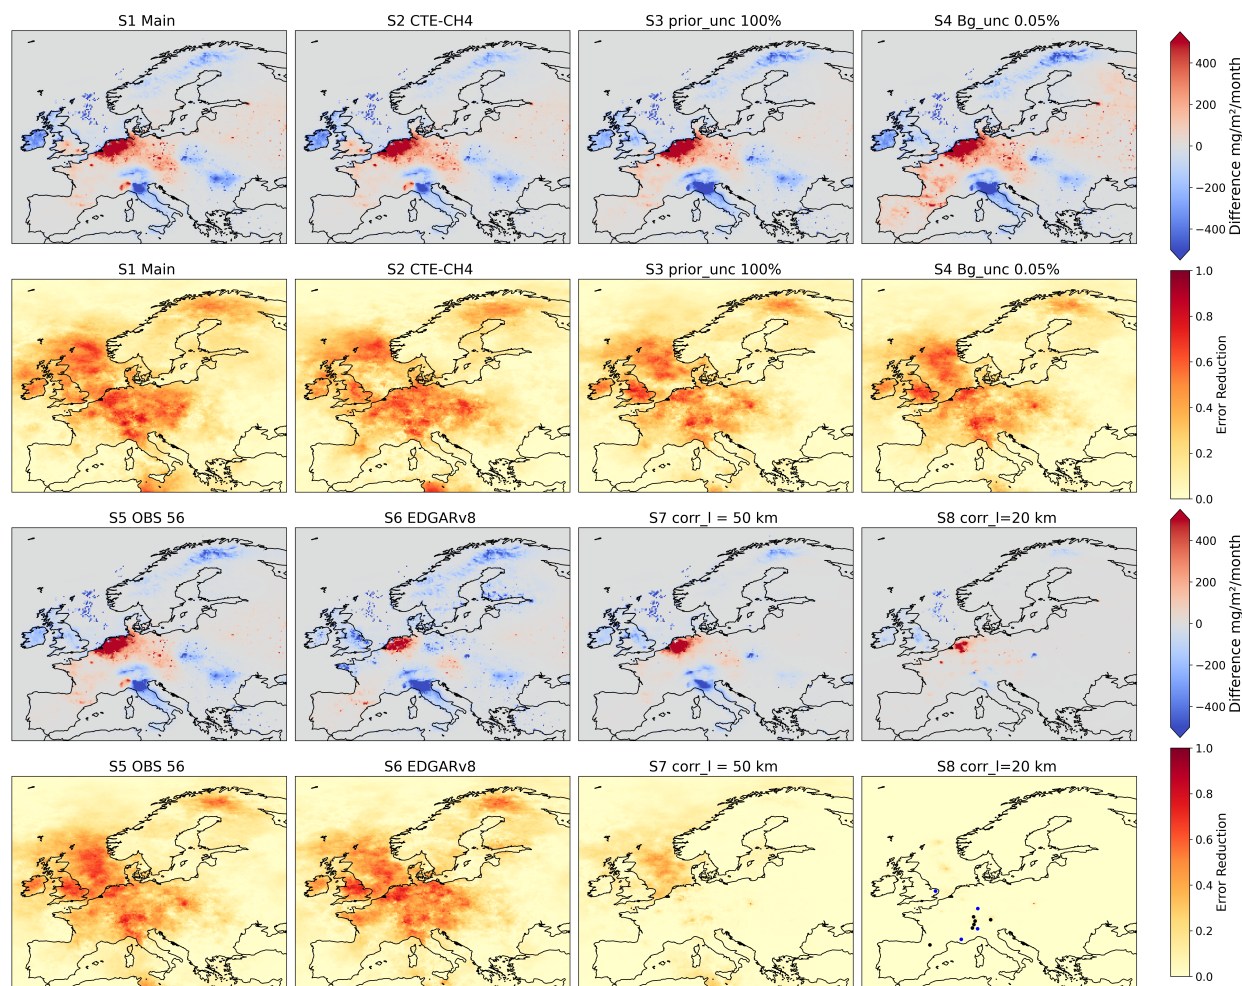 S1 Main
S2 CTE-CH4
S3 prior_unc 100%
S4 Bg_unc 0.05%
400
200
0
−200
−400
Difference mg/m²/month
S1 Main
S2 CTE-CH4
S3 prior_unc 100%
S4 Bg_unc 0.05%
1.0
0.8
0.6
0.4
0.2
0.0
Error Reduction
S5 OBS 56
S6 EDGARv8
S7 corr_l = 50 km
S8 corr_l=20 km
400
200
0
−200
−400
Difference mg/m²/month
S5 OBS 56
S6 EDGARv8
S7 corr_l = 50 km
S8 corr_l=20 km
1.0
0.8
0.6
0.4
0.2
0.0
Error Reduction